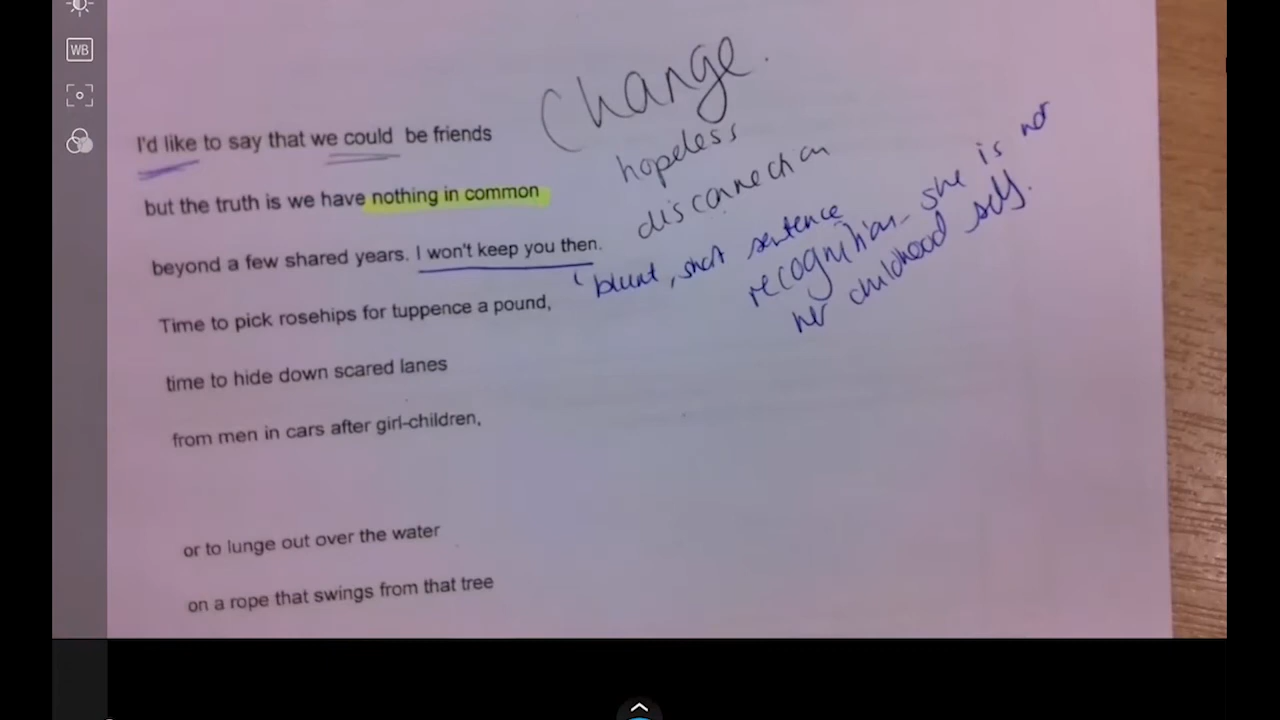 WB
Change.
I'd like to say that we could be friends
hopeless
but the truth is we have nothing in common
disconnection
beyond a few shared years. I won't keep you then.
blunt, short sentence
recognition - she is not
her childhood self.
Time to pick rosehips for tuppence a pound,
time to hide down scared lanes
from men in cars after girl-children,
or to lunge out over the water
on a rope that swings from that tree